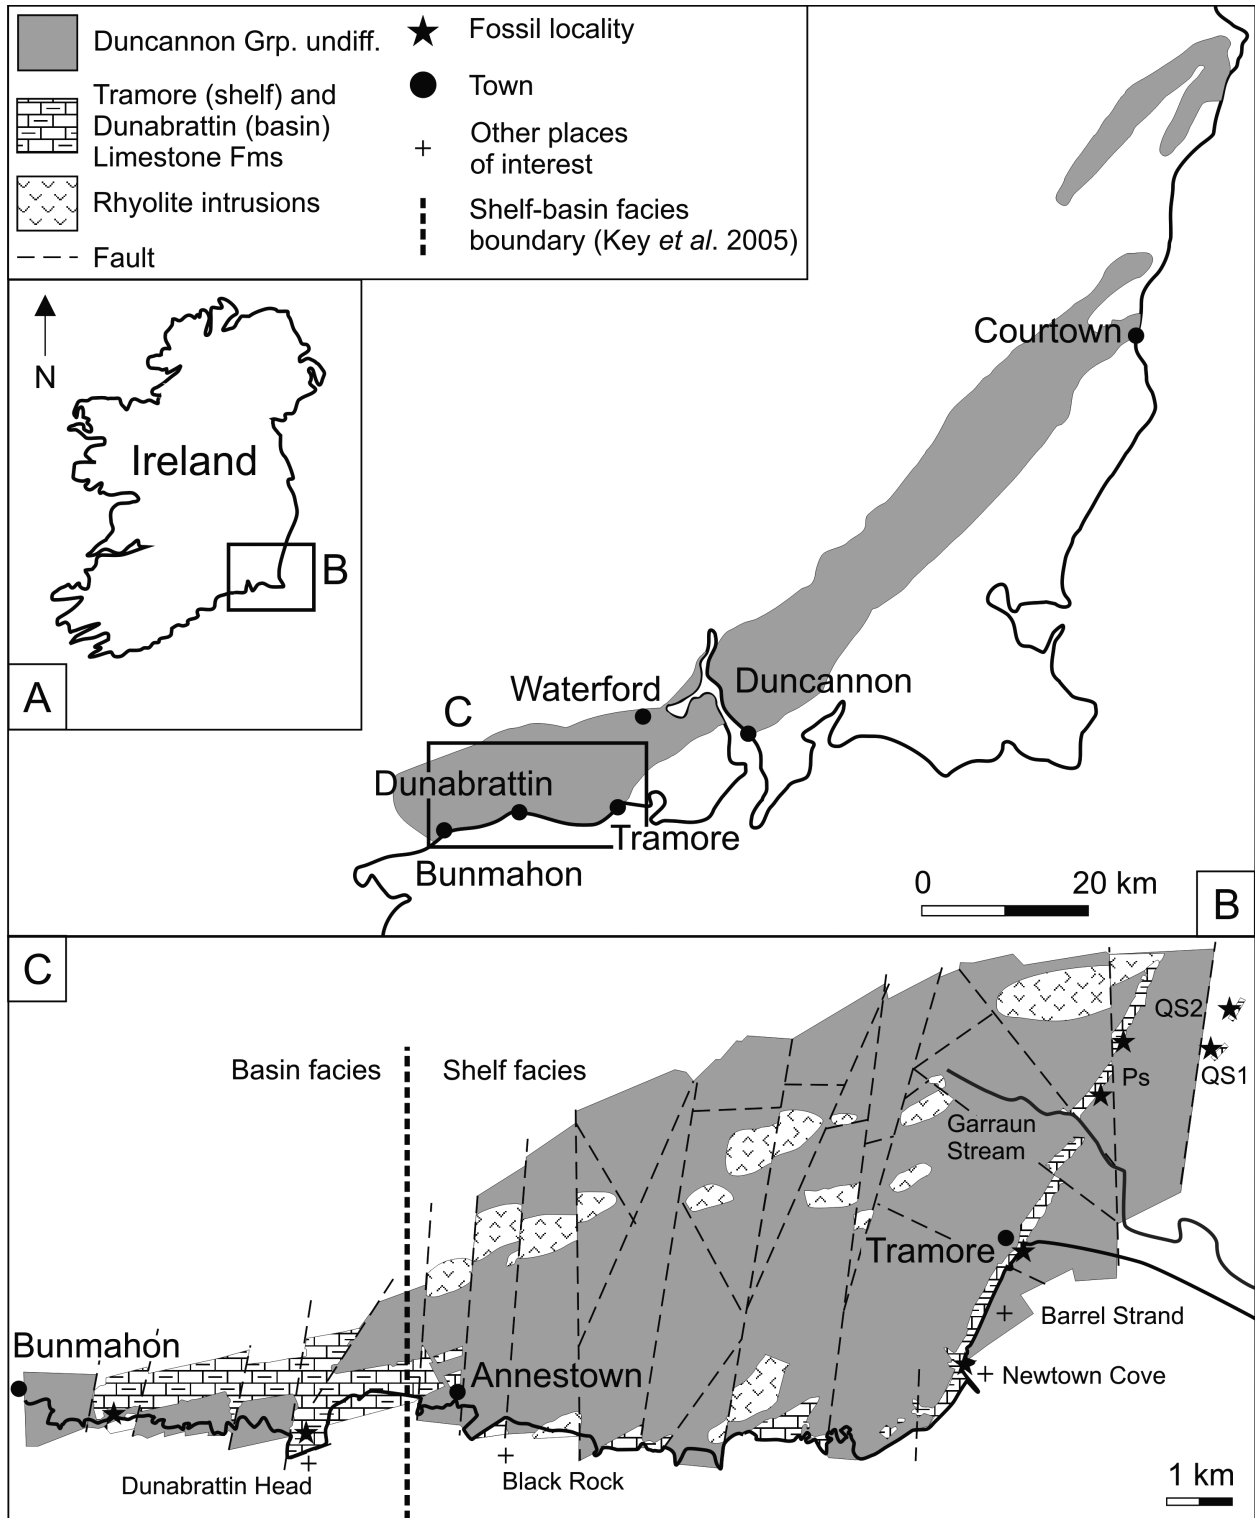 Duncannon Grp. undiff.
Tramore (shelf) and
Dunabrattin (basin)
Limestone Fms
Rhyolite intrusions
Fault
Fossil locality
Town
Other places
of interest
Shelf-basin facies
boundary (Key et al. 2005)
N
Ireland
B
A
Courtown
Waterford
Duncannon
C
Dunabrattin
Tramore
Bunmahon
0 20 km
B
C
QS2
Basin facies
Shelf facies
Ps
QS1
Garraun
Stream
Tramore
Barrel Strand
Bunmahon
Annestown
Newtown Cove
Dunabrattin Head
Black Rock
1 km